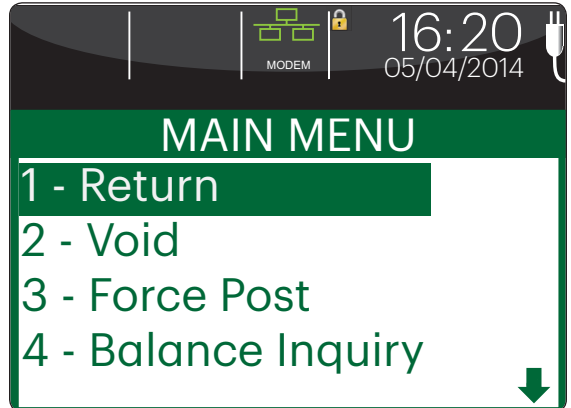 16:20
MODEM
05/04/2014
MAIN MENU
1 - Return
2 - Void
3 - Force Post
4 - Balance Inquiry